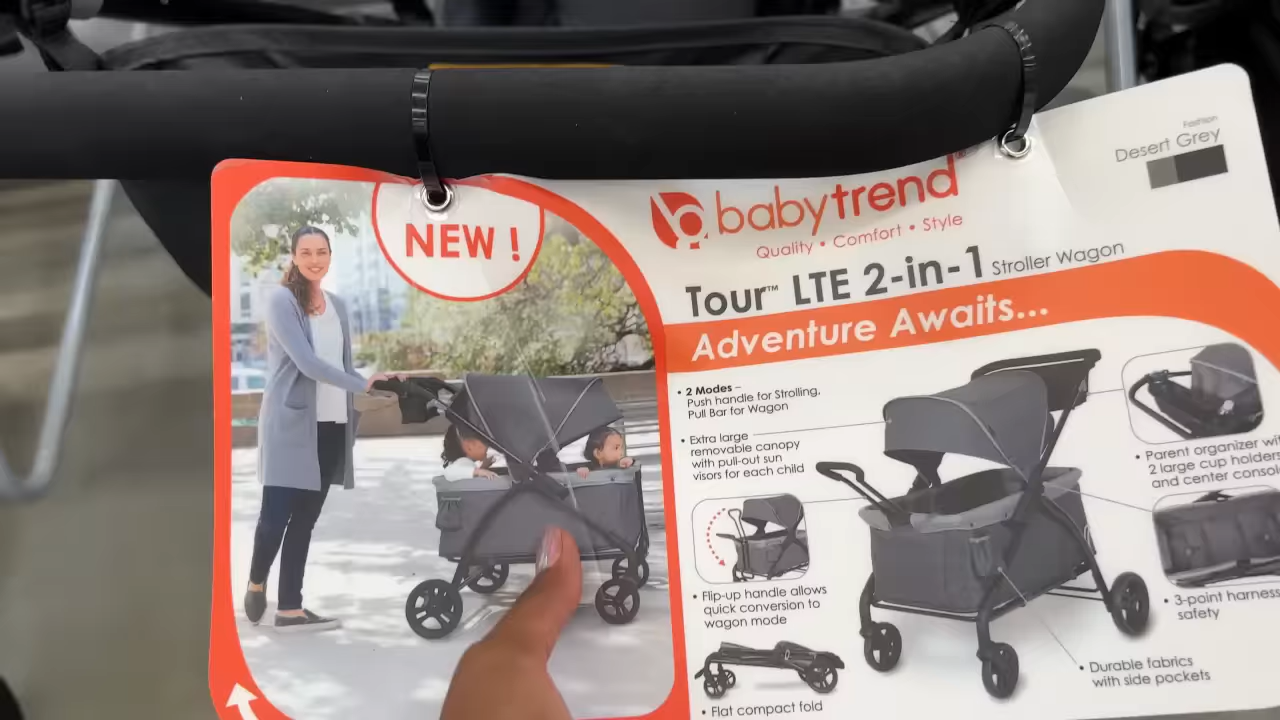 NEW!
babytrend
Quality • Comfort • Style
Tour™ LTE 2-in-1 Stroller Wagon
Adventure Awaits...
Fashion
Desert Grey
• 2 Modes –
Push handle for Strolling,
Pull Bar for Wagon
• Extra large
removable canopy
with pull-out sun
visors for each child
• Flip-up handle allows
quick conversion to
wagon mode
• Flat compact fold
• Parent organizer
2 large cup holders
and center
• 3-point harness
safety
• Durable fabrics
with side pockets